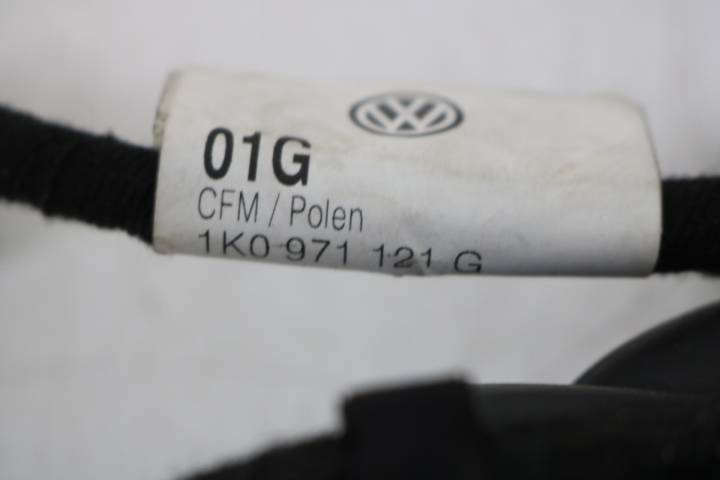 01G
CFM / Polen
1K0 971 121 G